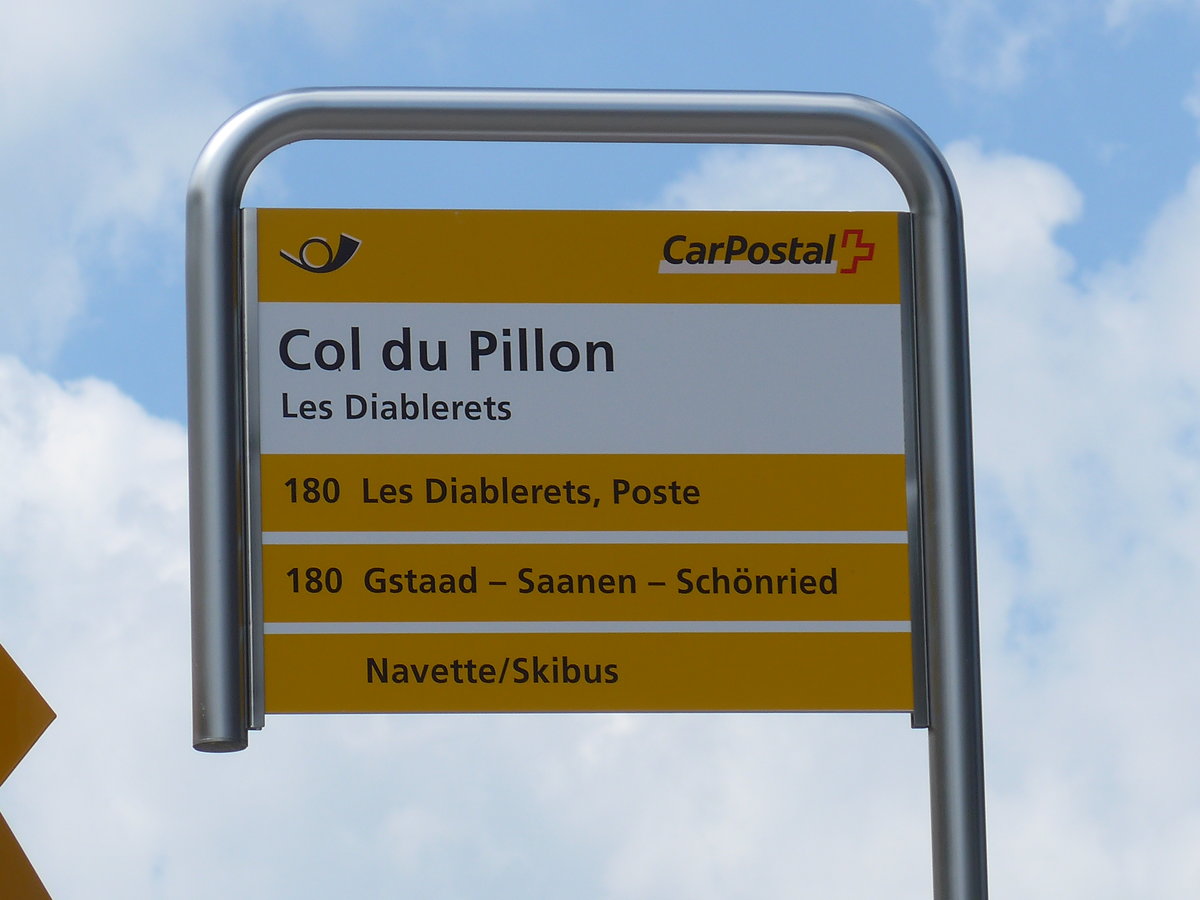 CarPostal
Col du Pillon
Les Diablerets
180 Les Diablerets, Poste
180 Gstaad – Saanen – Schönried
Navette/Skibus